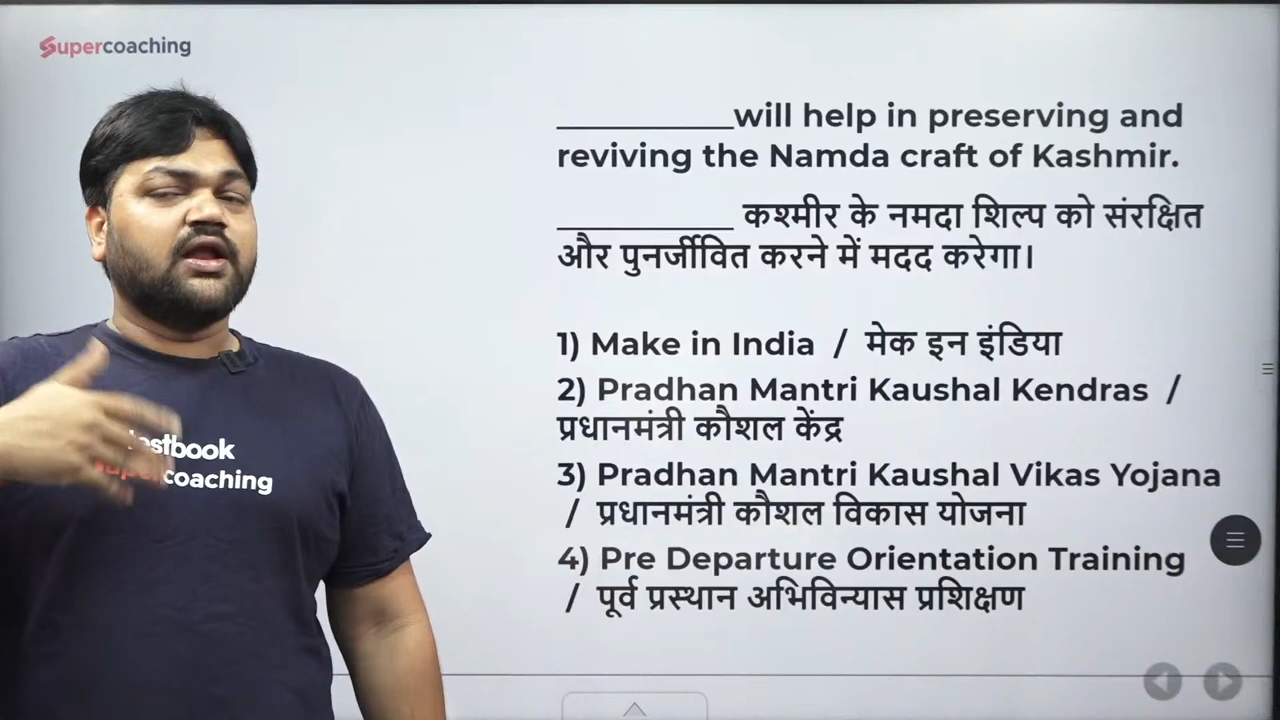 Supercoaching
__________will help in preserving and
reviving the Namda craft of Kashmir.
__________ कश्मीर के नमदा शिल्प को संरक्षित
और पुनर्जीवित करने में मदद करेगा।
1) Make in India / मेक इन इंडिया
2) Pradhan Mantri Kaushal Kendras /
प्रधानमंत्री कौशल केंद्र
3) Pradhan Mantri Kaushal Vikas Yojana
/ प्रधानमंत्री कौशल विकास योजना
4) Pre Departure Orientation Training
/ पूर्व प्रस्थान अभिविन्यास प्रशिक्षण
testbook
supercoaching